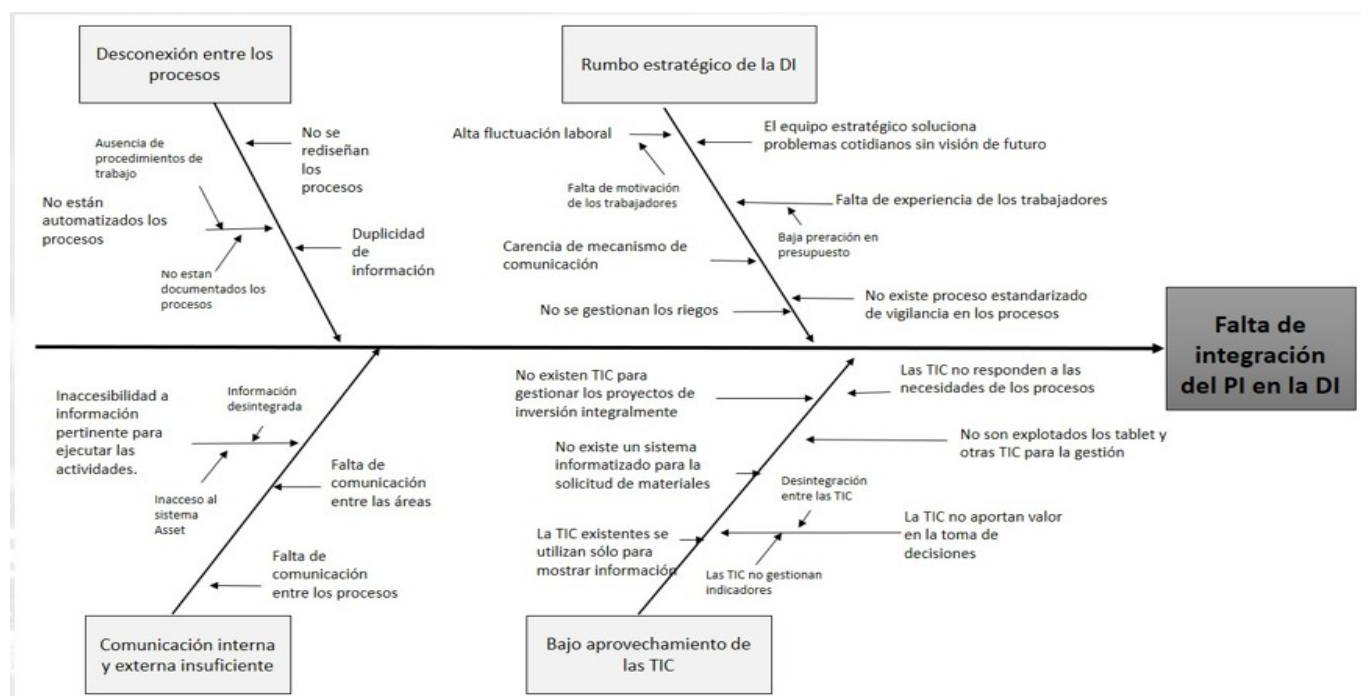 Desconexión entre los
procesos
Rumbo estratégico de la DI
Ausencia de
procedimientos de
trabajo
No se
rediseñan
los
procesos
No están
automatizados los
procesos
Duplicidad
de
información
No estan
documentados los
procesos
Alta fluctuación laboral
El equipo estratégico soluciona
problemas cotidianos sin visión de futuro
Falta de motivación
de los trabajadores
Falta de experiencia de los trabajadores
Baja preración en
presupuesto
Carencia de mecanismo de
comunicación
No se gestionan los riegos
No existe proceso estandarizado
de vigilancia en los procesos
Falta de
integración
del PI en la DI
Inaccesibilidad a
información
pertinente para
ejecutar las
actividades.
Información
desintegrada
Inacceso al
sistema
Asset
Falta de
comunicación
entre las áreas
Falta de
comunicación
entre los procesos
No existen TIC para
gestionar los proyectos de
inversión integralmente
Las TIC no responden a las
necesidades de los procesos
No existe un sistema
informatizado para la
solicitud de materiales
No son explotados los tablet y
otras TIC para la gestión
Desintegración
entre las TIC
La TIC existentes se
utilizan sólo para
mostrar información
La TIC no aportan valor
en la toma de
decisiones
Las TIC no gestionan
indicadores
Comunicación interna
y externa insuficiente
Bajo aprovechamiento de
las TIC